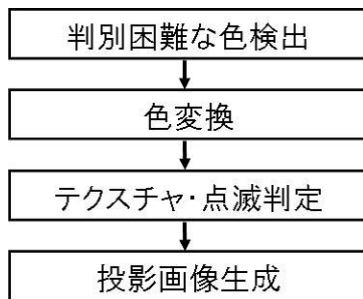 判別困難な色検出
色変換
テクスチャ・点滅判定
投影画像生成